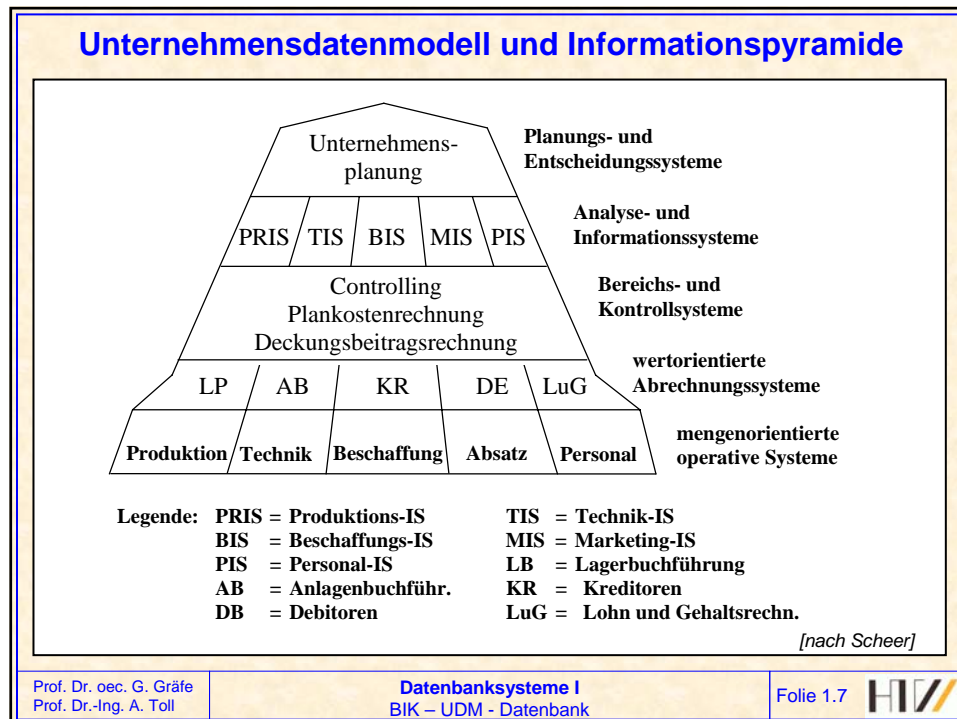 Unternehmensdatenmodell und Informationspyramide
Unternehmens-
planung
Planungs- und
Entscheidungssysteme
PRIS TIS BIS MIS PIS
Analyse- und
Informationssysteme
Controlling
Plankostenrechnung
Deckungsbeitragsrechnung
Bereichs- und
Kontrollsysteme
LP AB KR DE LuG
wertorientierte
Abrechnungssysteme
Produktion Technik Beschaffung Absatz Personal
mengenorientierte
operative Systeme
Legende: PRIS = Produktions-IS TIS = Technik-IS
BIS = Beschaffungs-IS MIS = Marketing-IS
PIS = Personal-IS LB = Lagerbuchführung
AB = Anlagenbuchführ. KR = Kreditoren
DB = Debitoren LuG = Lohn und Gehaltsrechn.
[nach Scheer]
Prof. Dr. oec. G. Gräfe
Prof. Dr.-Ing. A. Toll
Datenbanksysteme I
BIK – UDM - Datenbank
Folie 1.7
HTW